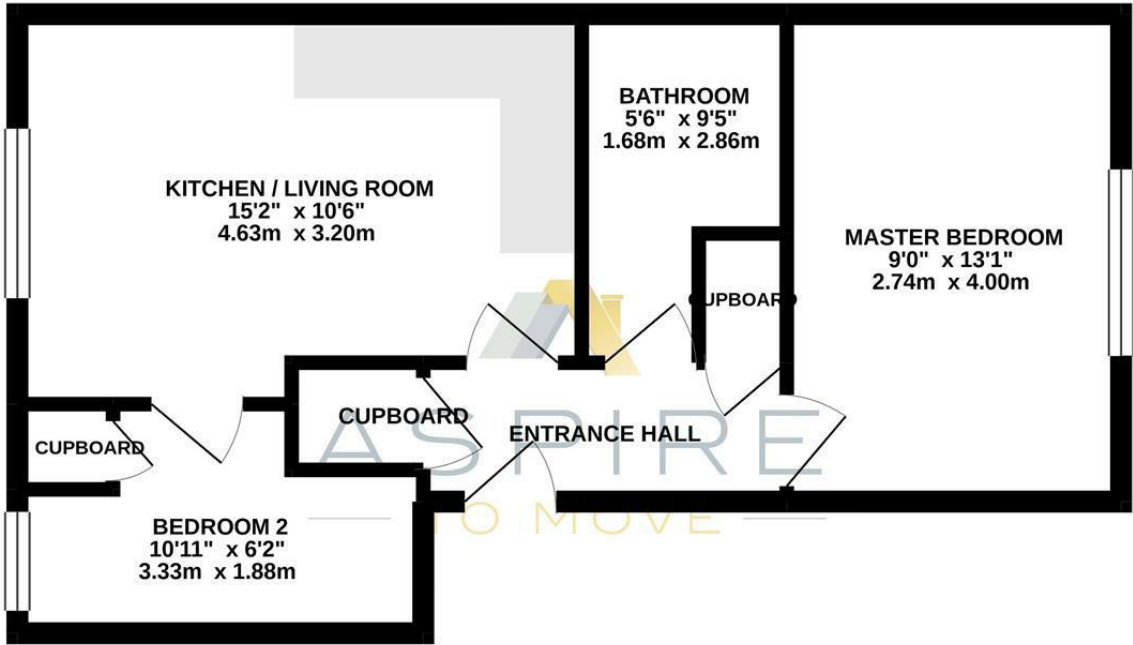 KITCHEN / LIVING ROOM
15'2" x 10'6"
4.63m x 3.20m
BATHROOM
5'6" x 9'5"
1.68m x 2.86m
MASTER BEDROOM
9'0" x 13'1"
2.74m x 4.00m
CUPBOARD
CUPBOARD
ENTRANCE HALL
CUPBOARD
BEDROOM 2
10'11" x 6'2"
3.33m x 1.88m
ASPIRE
TO MOVE